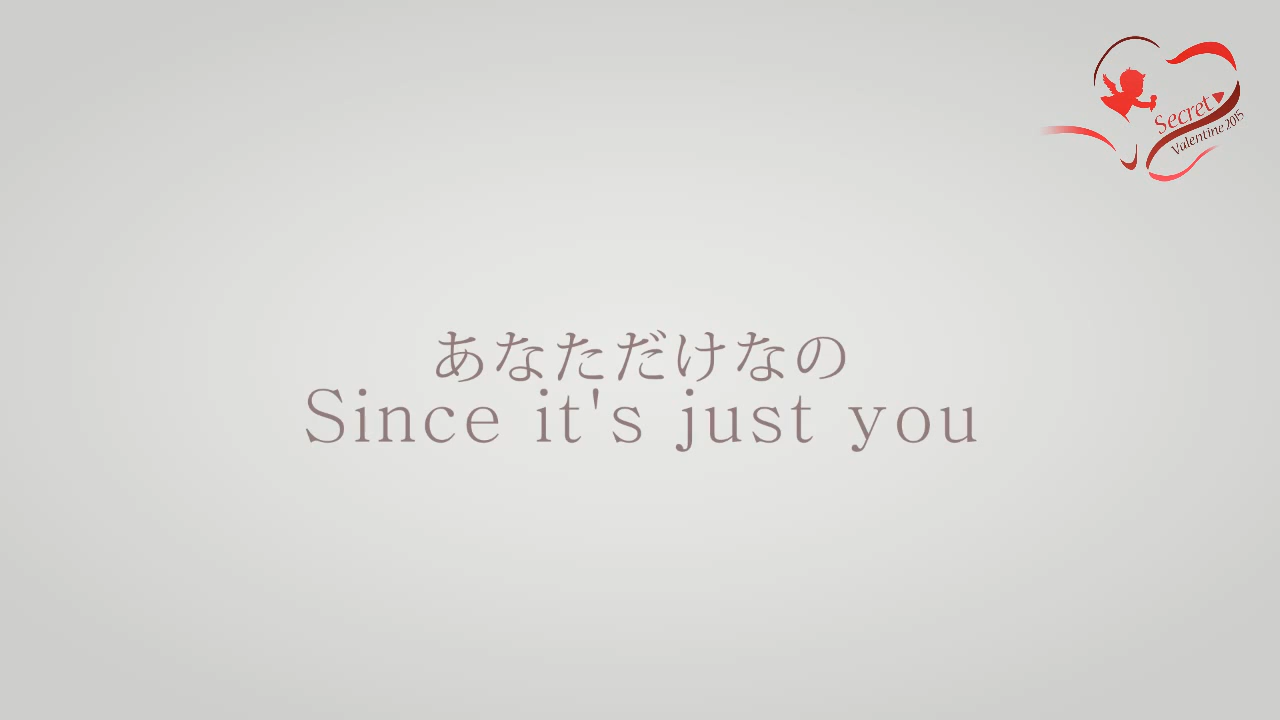 Secret
Valentine 2015
あなただけなの
Since it's just you